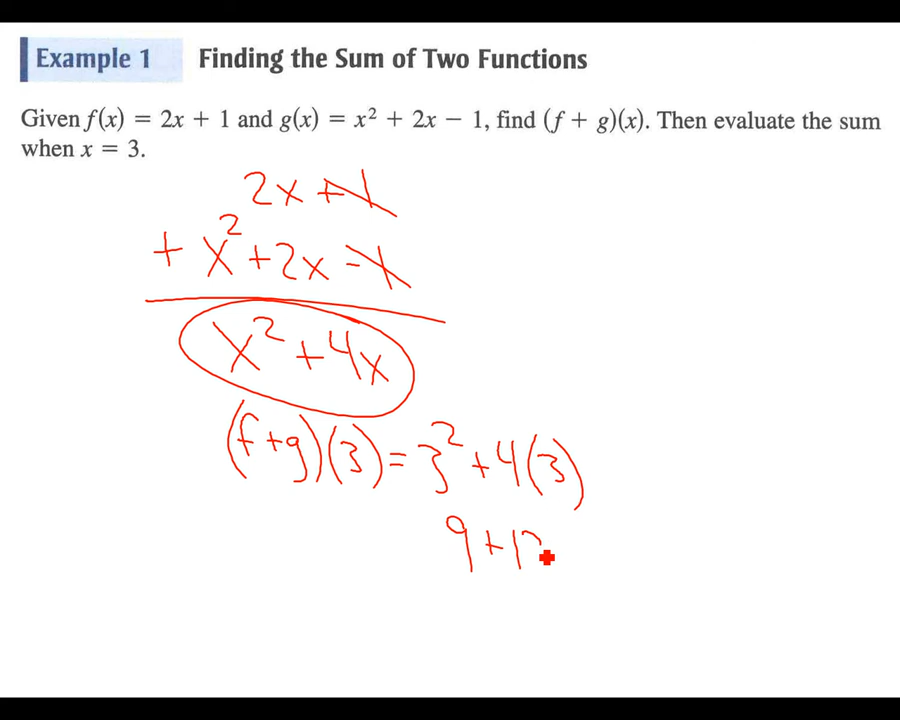 Example 1 Finding the Sum of Two Functions
Given f(x) = 2x + 1 and g(x) = x² + 2x − 1, find (f + g)(x). Then evaluate the sum
when x = 3.
2x + 1
+ x² + 2x - 1
x² + 4x
(f+g)(3) = 3² + 4(3)
9 + 1